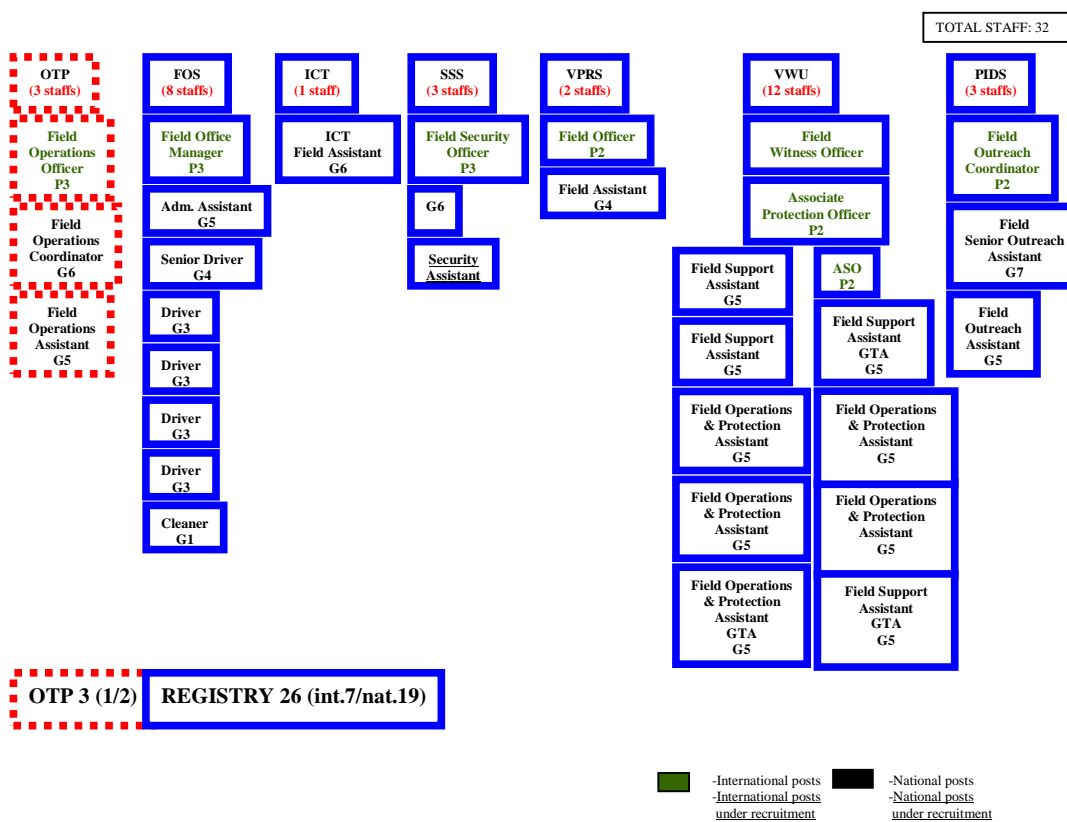 TOTAL STAFF: 32
OTP
(3 staffs)
Field
Operations
Officer
P3
Field
Operations
Coordinator
G6
Field
Operations
Assistant
G5
FOS
(8 staffs)
Field Office
Manager
P3
Adm. Assistant
G5
Senior Driver
G4
Driver
G3
Driver
G3
Driver
G3
Driver
G3
Cleaner
G1
ICT
(1 staff)
ICT
Field Assistant
G6
SSS
(3 staffs)
Field Security
Officer
P3
G6
Security
Assistant
VPRS
(2 staffs)
Field Officer
P2
Field Assistant
G4
VWU
(12 staffs)
Field
Witness Officer
Associate
Protection Officer
P2
Field Support
Assistant
G5
Field Support
Assistant
G5
Field Operations
& Protection
Assistant
G5
Field Operations
& Protection
Assistant
G5
Field Operations
& Protection
Assistant
GTA
G5
ASO
P2
Field Support
Assistant
GTA
G5
Field Operations
& Protection
Assistant
G5
Field Operations
& Protection
Assistant
G5
Field Support
Assistant
GTA
G5
PIDS
(3 staffs)
Field
Outreach
Coordinator
P2
Field
Senior Outreach
Assistant
G7
Field
Outreach
Assistant
G5
OTP 3 (1/2)
REGISTRY 26 (int.7/nat.19)
-International posts
-International posts
under recruitment
-National posts
-National posts
under recruitment